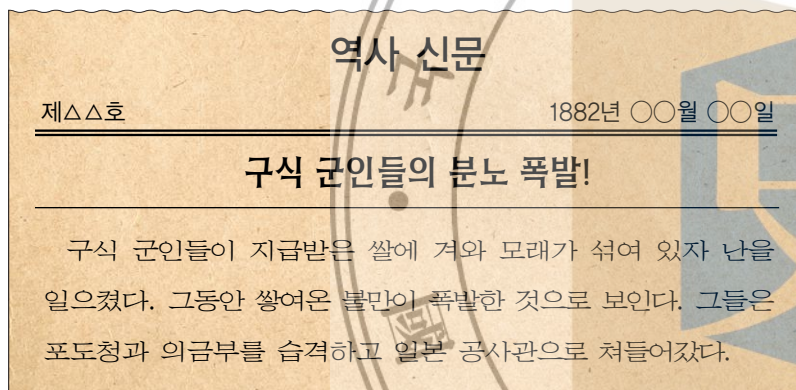 역사 신문
제△△호 1882년 ○○월 ○○일
구식 군인들의 분노 폭발!
구식 군인들이 지급받은 쌀에 겨와 모래가 섞여 있자 난을
일으켰다. 그동안 쌓여온 불만이 폭발한 것으로 보인다. 그들은
포도청과 의금부를 습격하고 일본 공사관으로 쳐들어갔다.